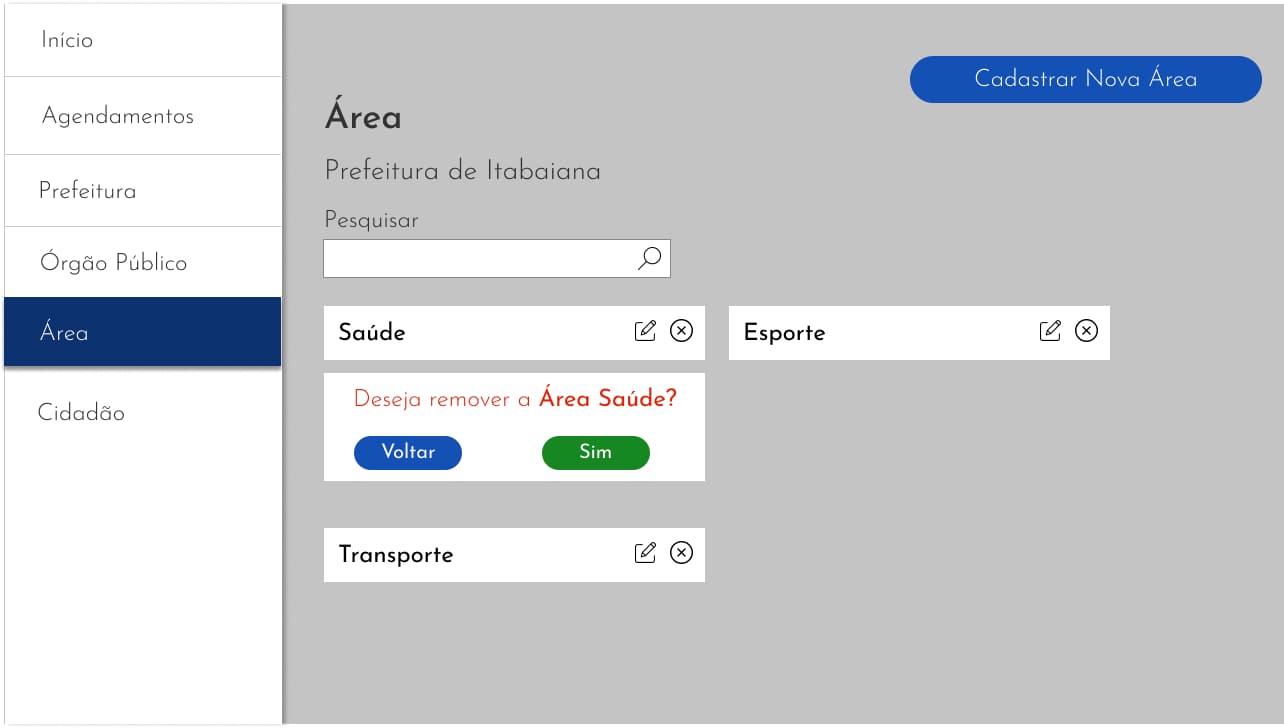 Início
Agendamentos
Prefeitura
Órgão Público
Área
Cidadão
Cadastrar Nova Área
Área
Prefeitura de Itabaiana
Pesquisar
Saúde
Esporte
Deseja remover a Área Saúde?
Voltar
Sim
Transporte